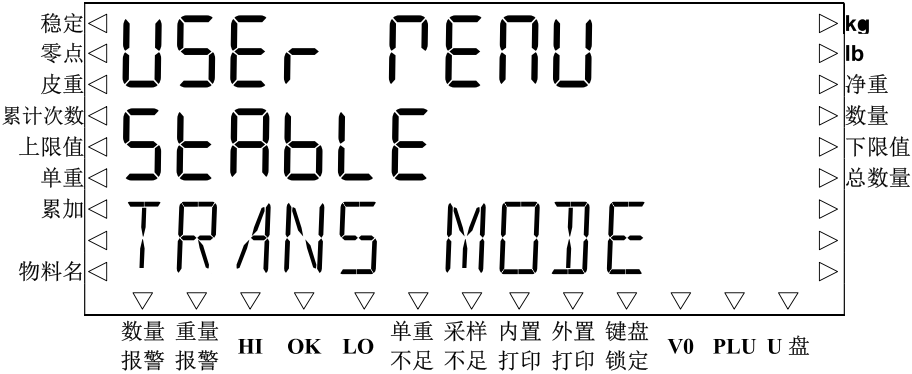 稳定
零点
皮重
累计次数
上限值
单重
累加
物料名
USEr MENU
StAbLE
TRANS MODE
kg
lb
净重
数量
下限值
总数量
数量报警
重量报警
HI
OK
LO
单重不足
采样不足
内置打印
外置打印
键盘锁定
V0
PLU
U 盘